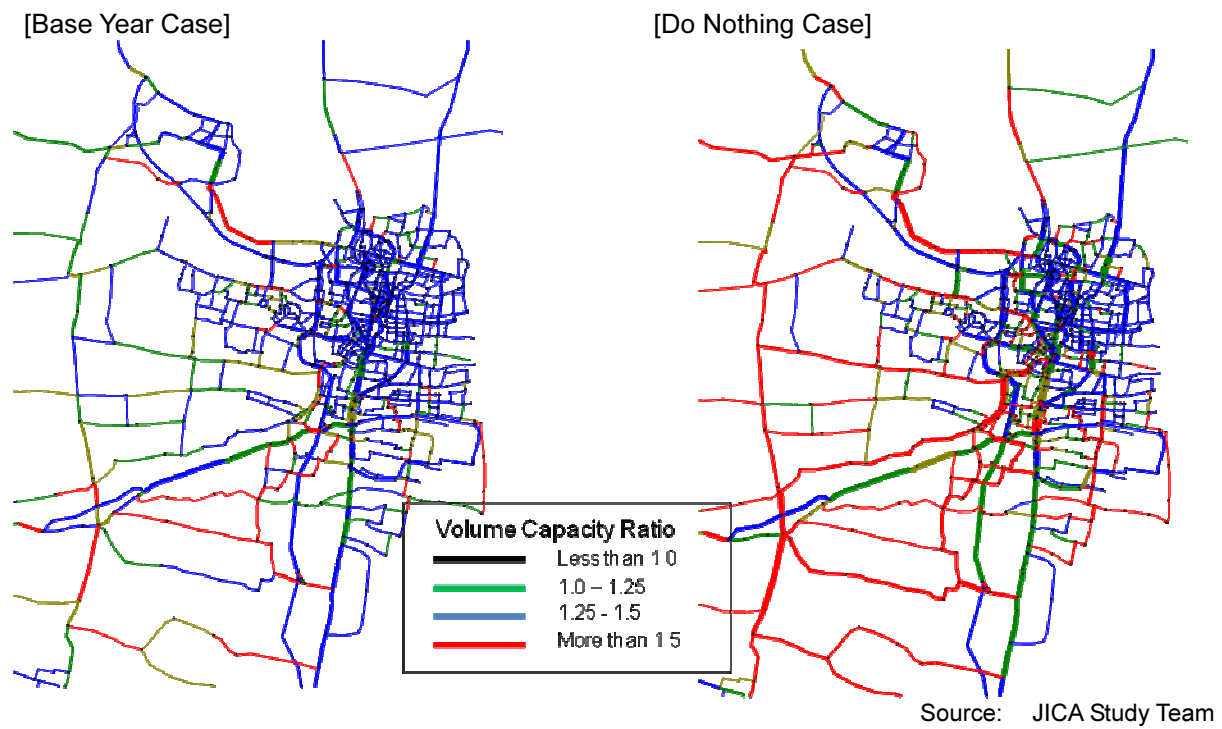 [Base Year Case]
[Do Nothing Case]
Volume Capacity Ratio
Less than 1 0
1.0 – 1.25
1.25 - 1.5
More than 1 5
Source: JICA Study Team